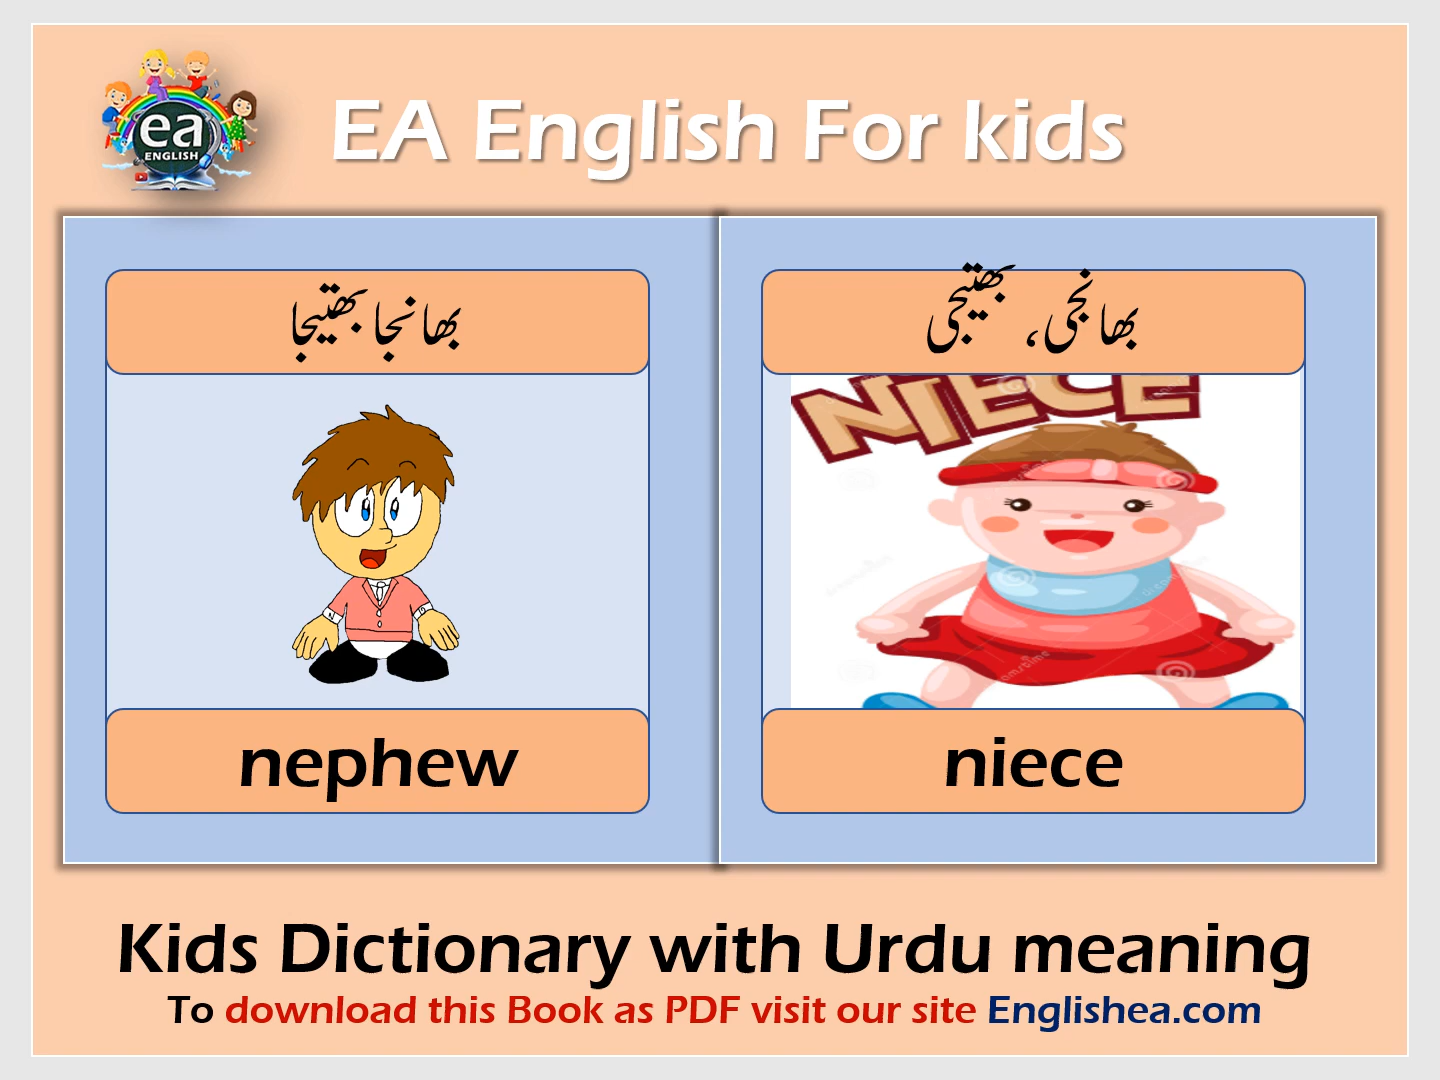 ea
ENGLISH
EA English For kids
بھانجا بھتیجا
بھانجی، بھتیجی
NIECE
nephew
niece
Kids Dictionary with Urdu meaning
To download this Book as PDF visit our site Englishea.com